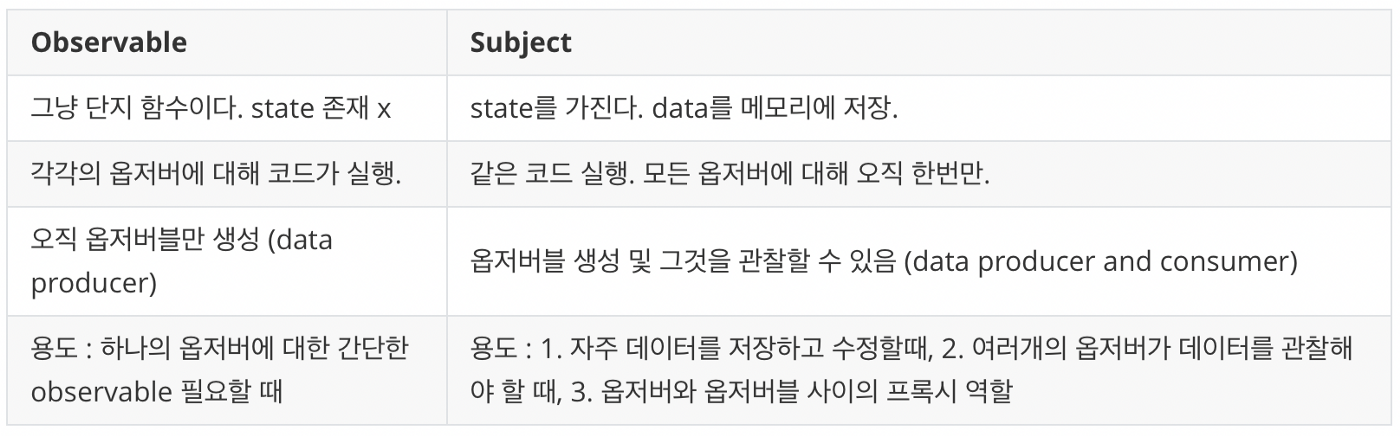 Observable
Subject
그냥 단지 함수이다. state 존재 x
state를 가진다. data를 메모리에 저장.
각각의 옵저버에 대해 코드가 실행.
같은 코드 실행. 모든 옵저버에 대해 오직 한번만.
오직 옵저버블만 생성 (data
producer)
옵저버블 생성 및 그것을 관찰할 수 있음 (data producer and consumer)
용도 : 하나의 옵저버에 대한 간단한
observable 필요할 때
용도 : 1. 자주 데이터를 저장하고 수정할때, 2. 여러개의 옵저버가 데이터를 관찰해
야 할 때, 3. 옵저버와 옵저버블 사이의 프록시 역할